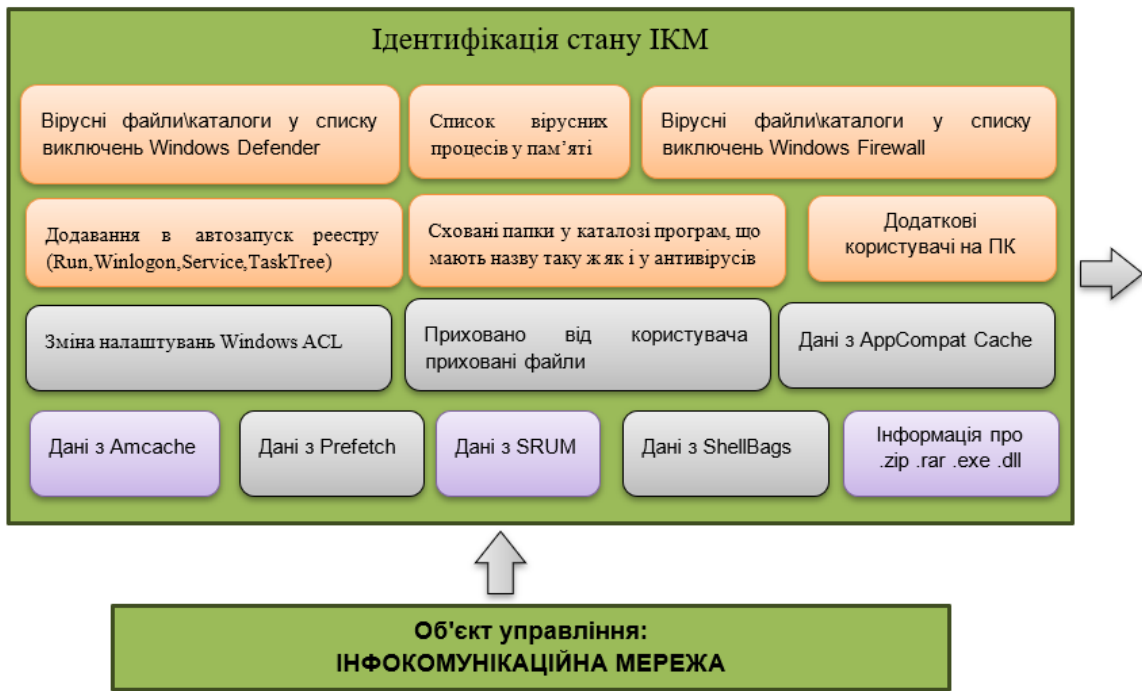 Ідентифікація стану ІКМ
Вірусні файли\каталоги у списку
виключень Windows Defender
Список вірусних
процесів у пам’яті
Вірусні файли\каталоги у списку
виключень Windows Firewall
Додавання в автозапуск реестру
(Run,Winlogon,Service,TaskTree)
Сховані папки у каталозі програм, що
мають назву таку ж як і у антивірусів
Додаткові
користувачі на ПК
Зміна налаштувань Windows ACL
Приховано від користувача
приховані файли
Дані з AppCompat Cache
Дані з Amcache
Дані з Prefetch
Дані з SRUM
Дані з ShellBags
Інформація про
.zip .rar .exe .dll
Об'єкт управління:
ІНФОКОМУНІКАЦІЙНА МЕРЕЖА